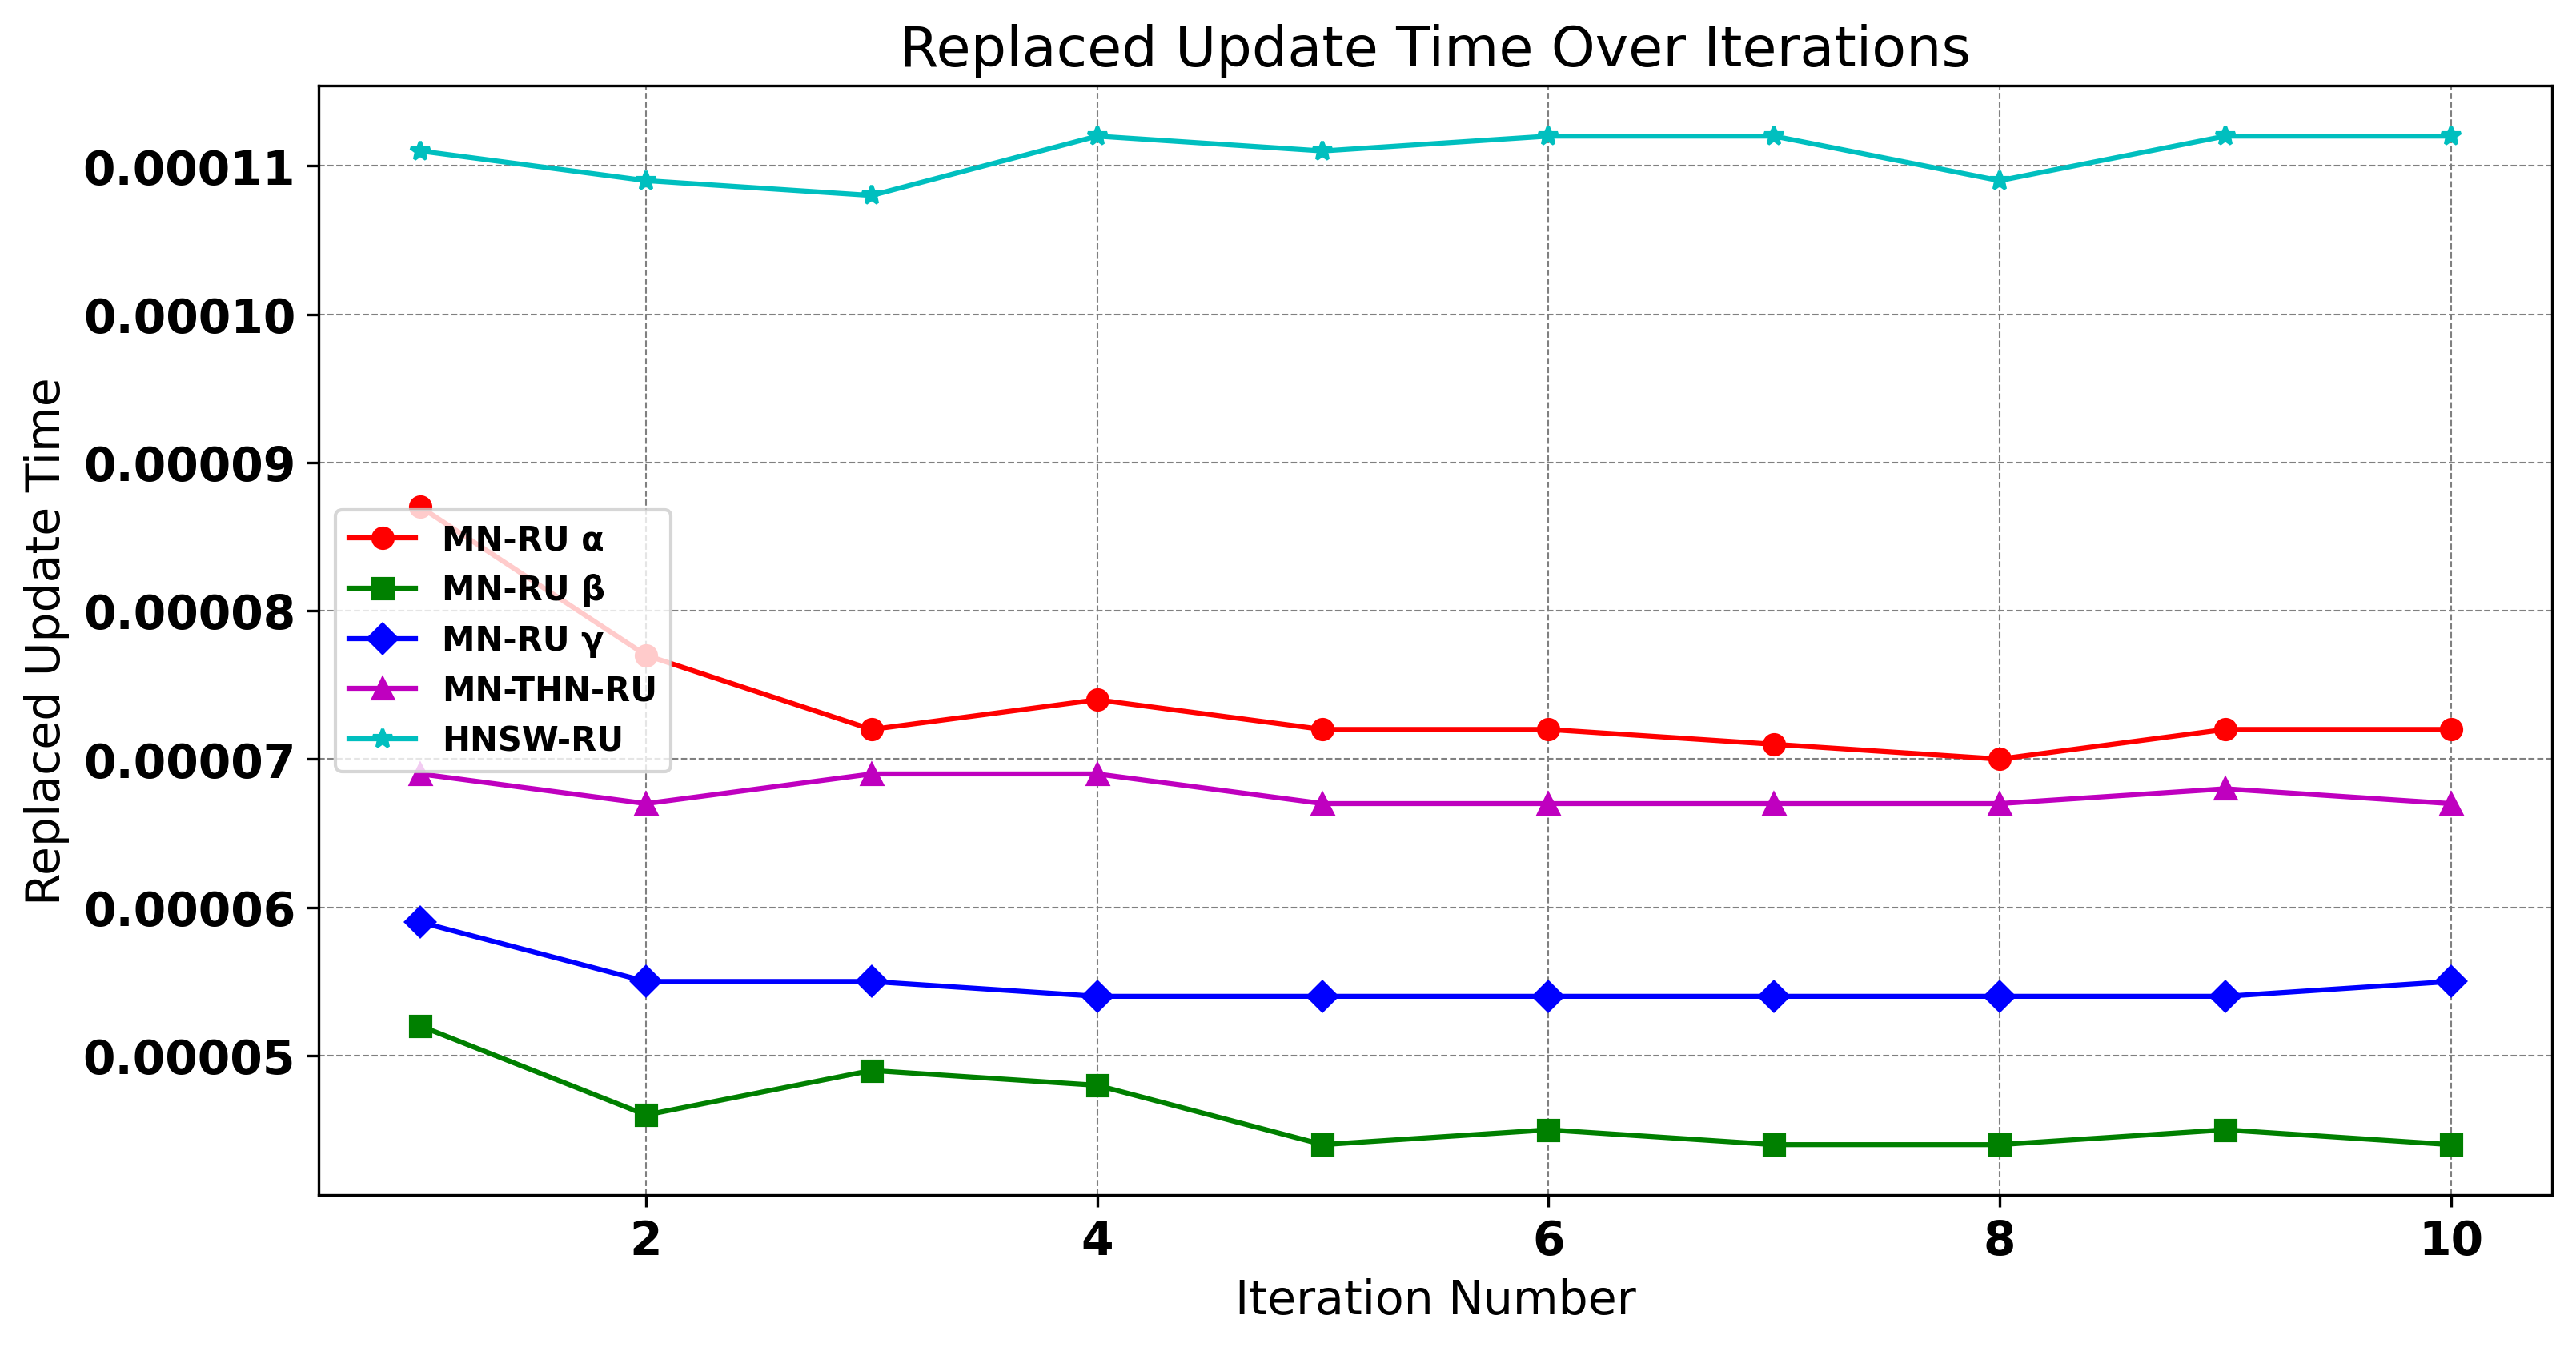 Replaced Update Time Over Iterations
Replaced Update Time
0.00011
0.00010
0.00009
0.00008
0.00007
0.00006
0.00005
MN-RU α
MN-RU β
MN-RU γ
MN-THN-RU
HNSW-RU
2
4
6
8
10
Iteration Number